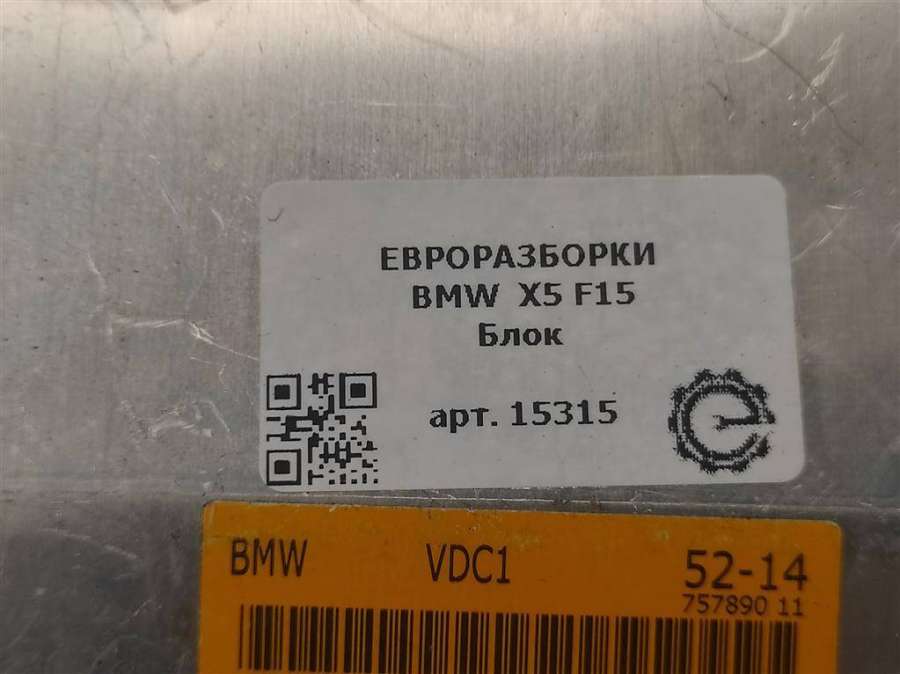 ЕВРОРАЗБОРКИ
BMW X5 F15
Блок
арт. 15315
BMW VDC1 52-14
757890 11